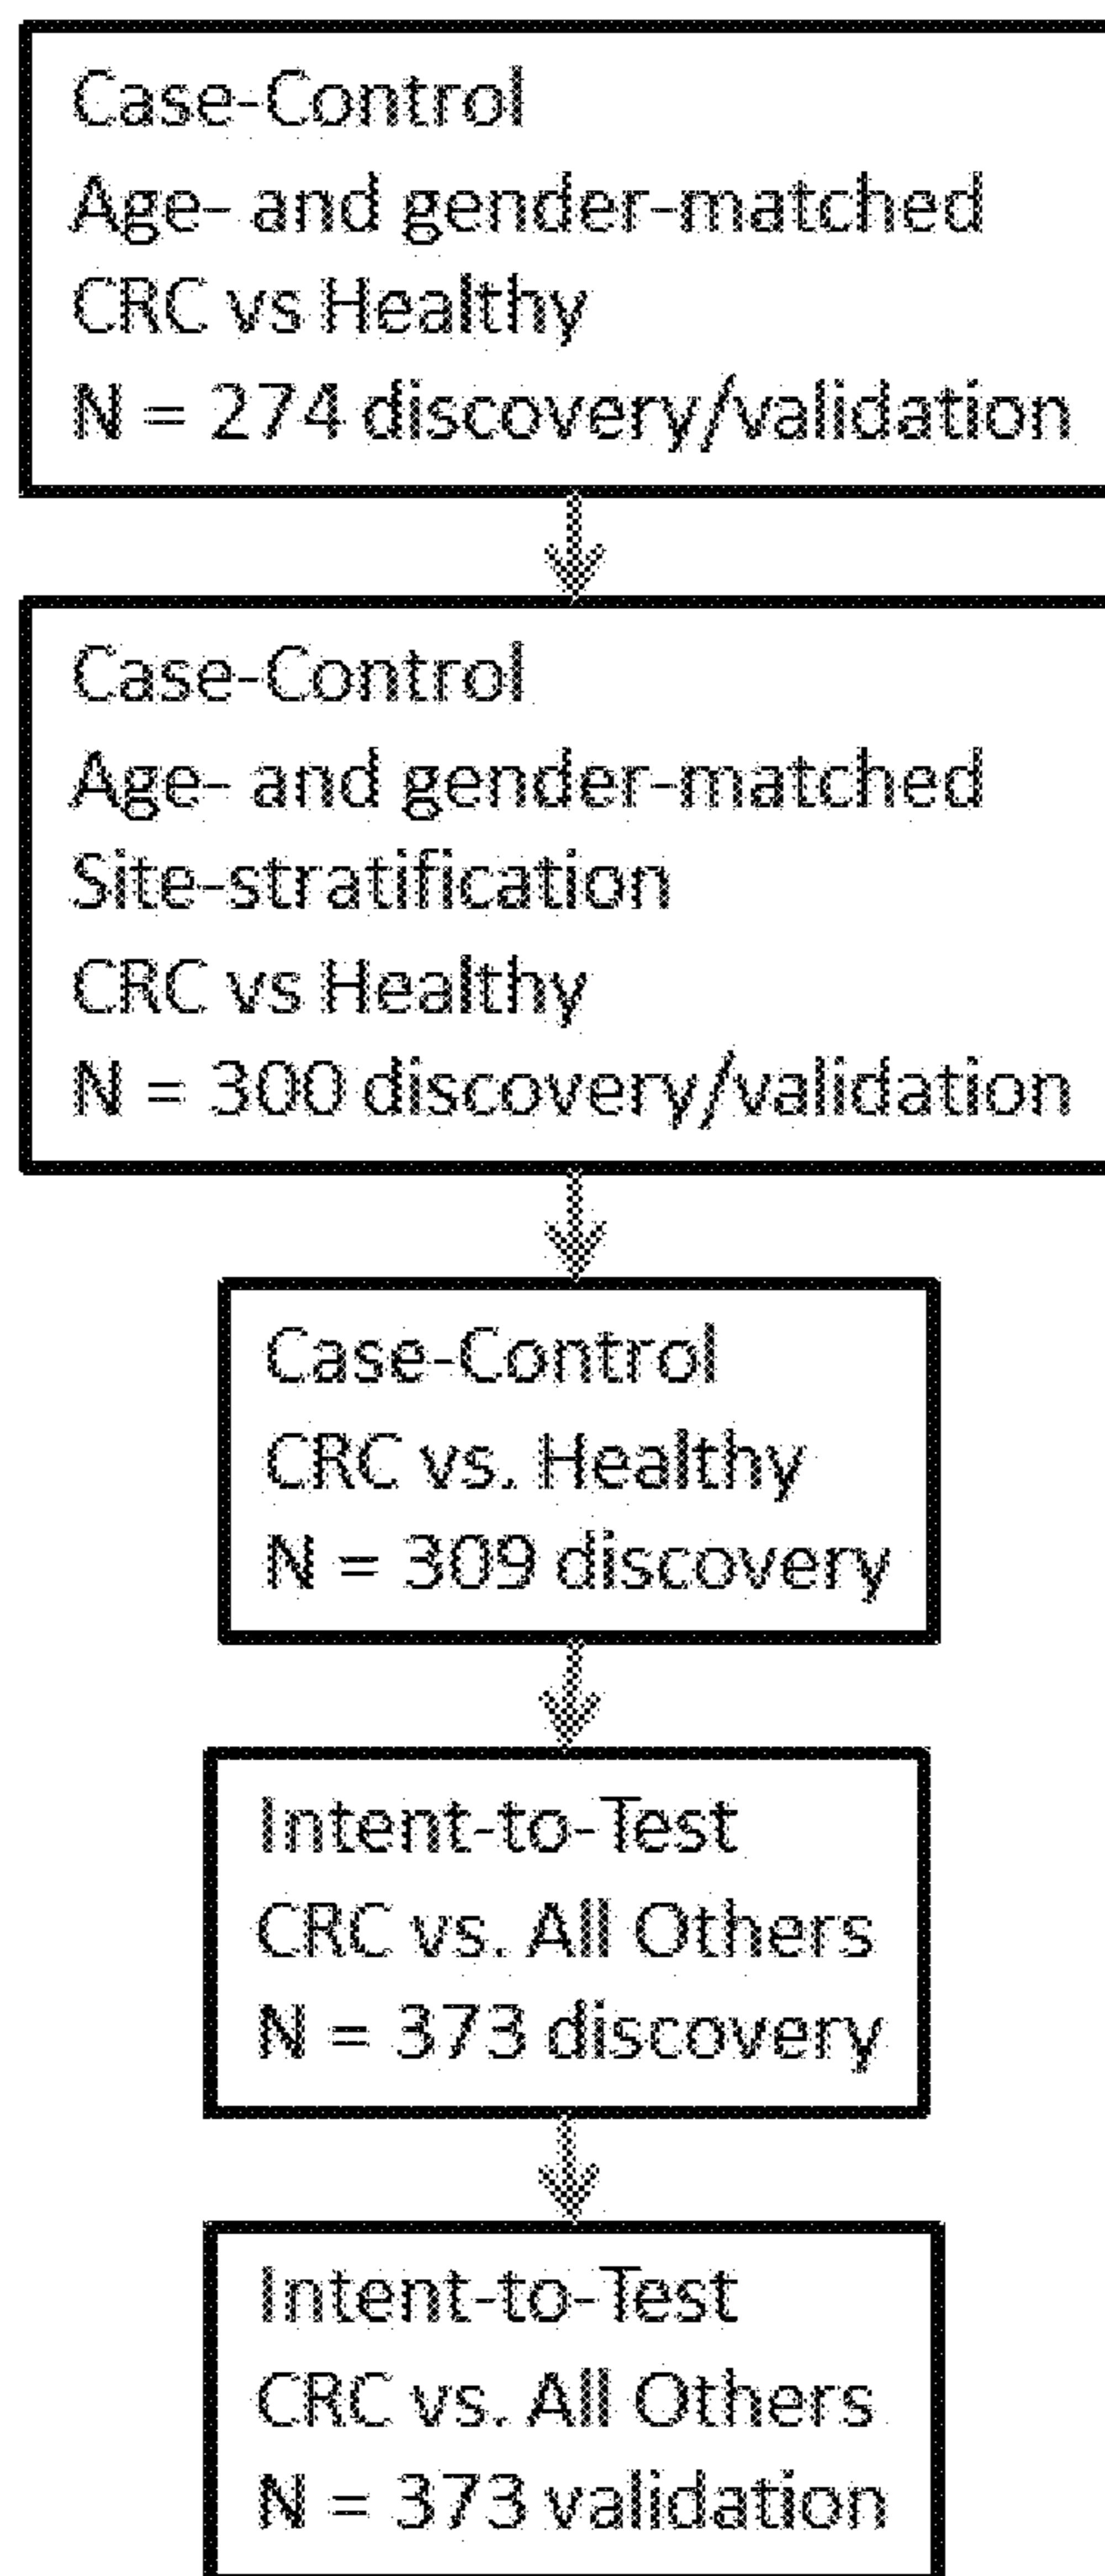 Case-Control
Age- and gender-matched
CRC vs Healthy
N = 274 discovery/validation
Case-Control
Age- and gender-matched
Site-stratification
CRC vs Healthy
N = 300 discovery/validation
Case-Control
CRC vs. Healthy
N = 309 discovery
Intent-to-Test
CRC vs. All Others
N = 373 discovery
Intent-to-Test
CRC vs. All Others
N = 373 validation